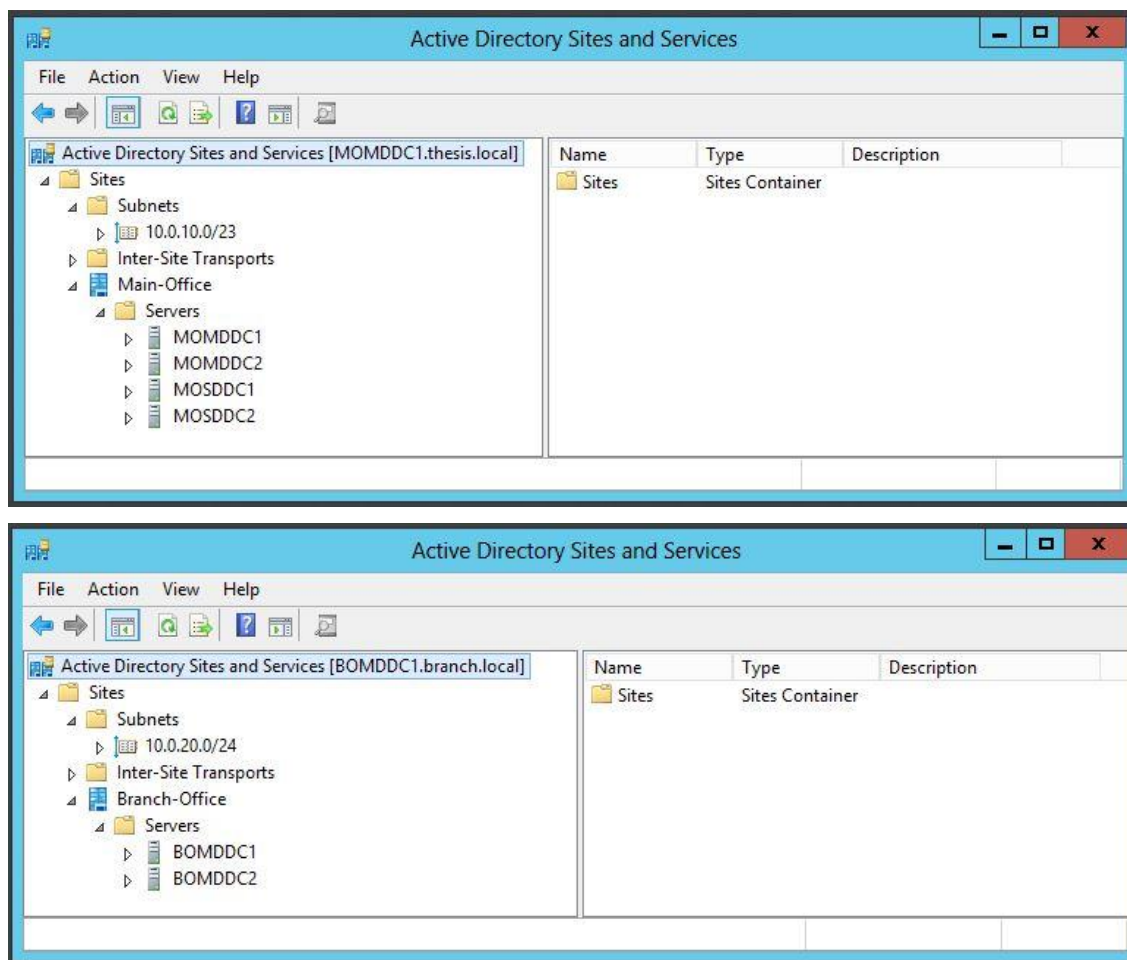 Active Directory Sites and Services
File Action View Help
Active Directory Sites and Services [MOMDDC1.thesis.local]
Sites
Subnets
10.0.10.0/23
Inter-Site Transports
Main-Office
Servers
MOMDDC1
MOMDDC2
MOSDDC1
MOSDDC2
Name Type Description
Sites Sites Container
Active Directory Sites and Services
File Action View Help
Active Directory Sites and Services [BOMDDC1.branch.local]
Sites
Subnets
10.0.20.0/24
Inter-Site Transports
Branch-Office
Servers
BOMDDC1
BOMDDC2
Name Type Description
Sites Sites Container